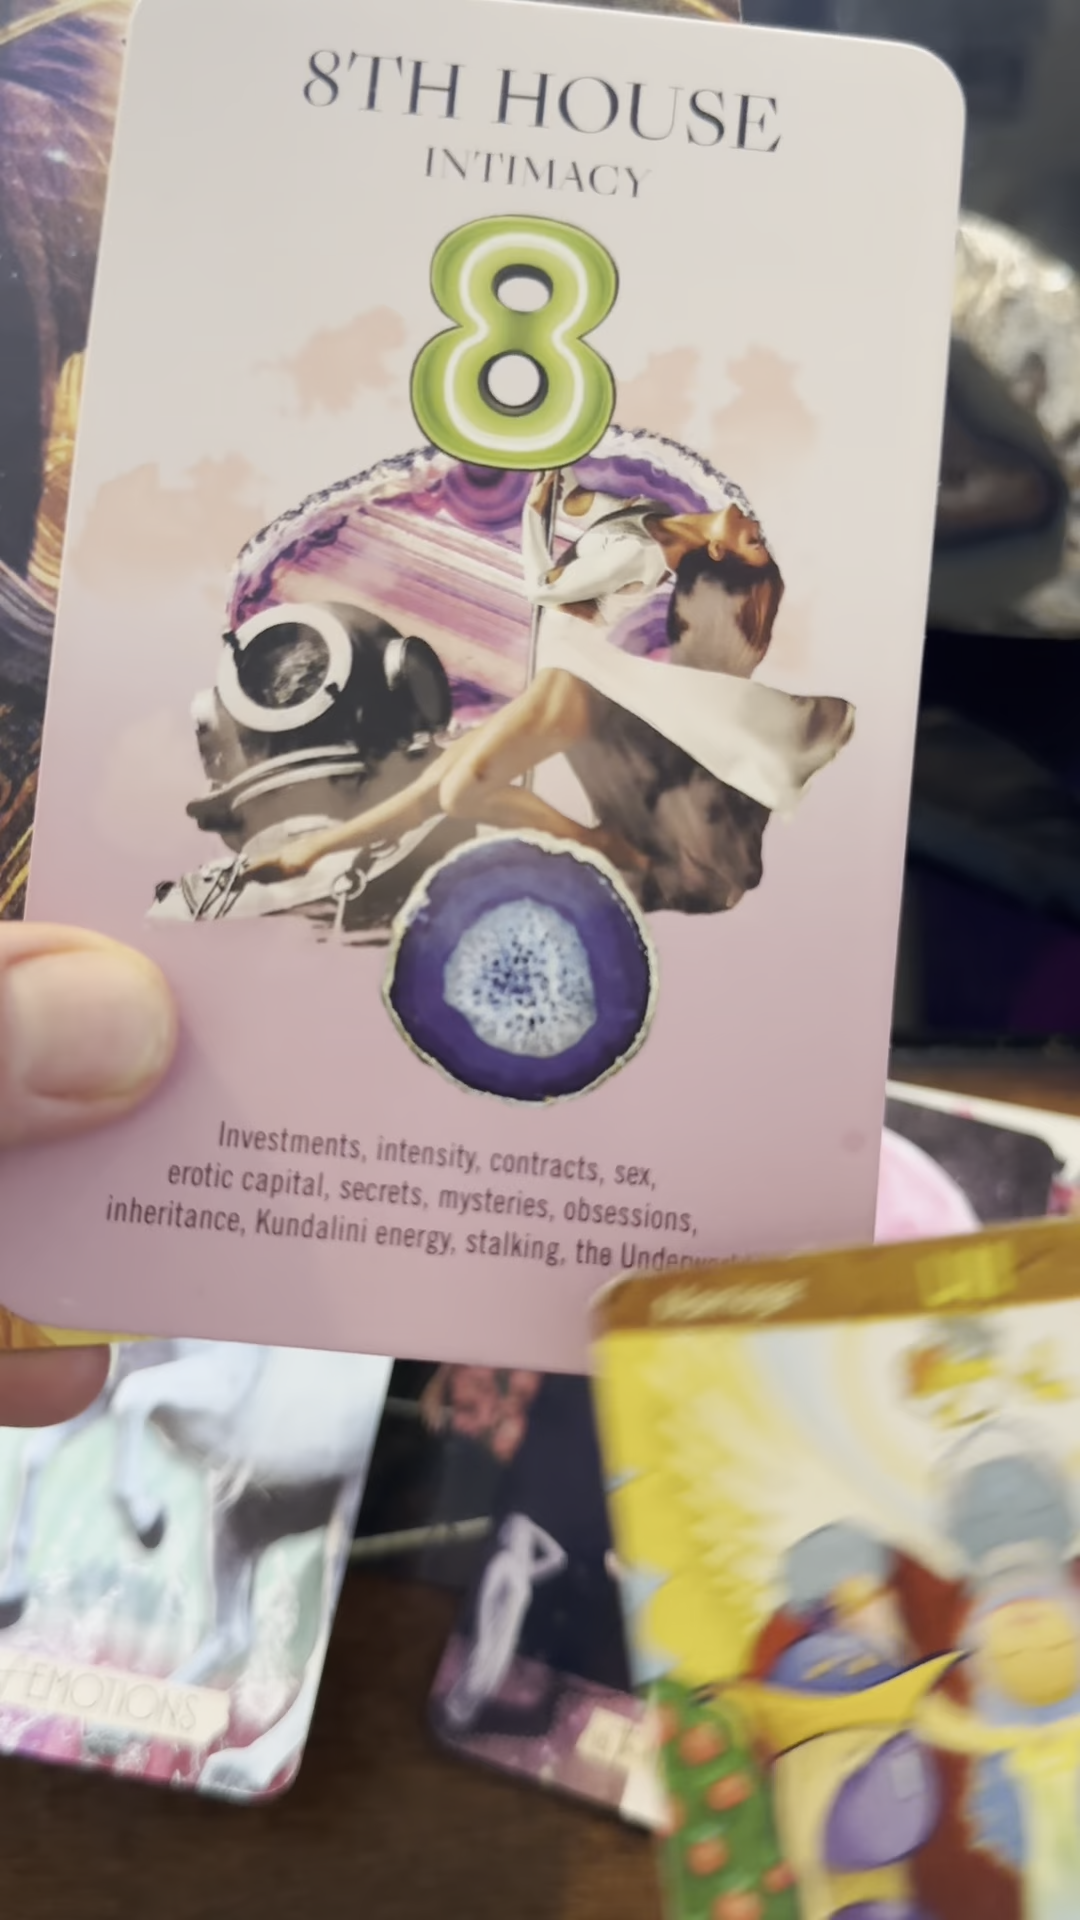 8TH HOUSE
INTIMACY
8
Investments, intensity, contracts, sex,
erotic capital, secrets, mysteries, obsessions,
inheritance, Kundalini energy, stalking, the
EMOTIONS